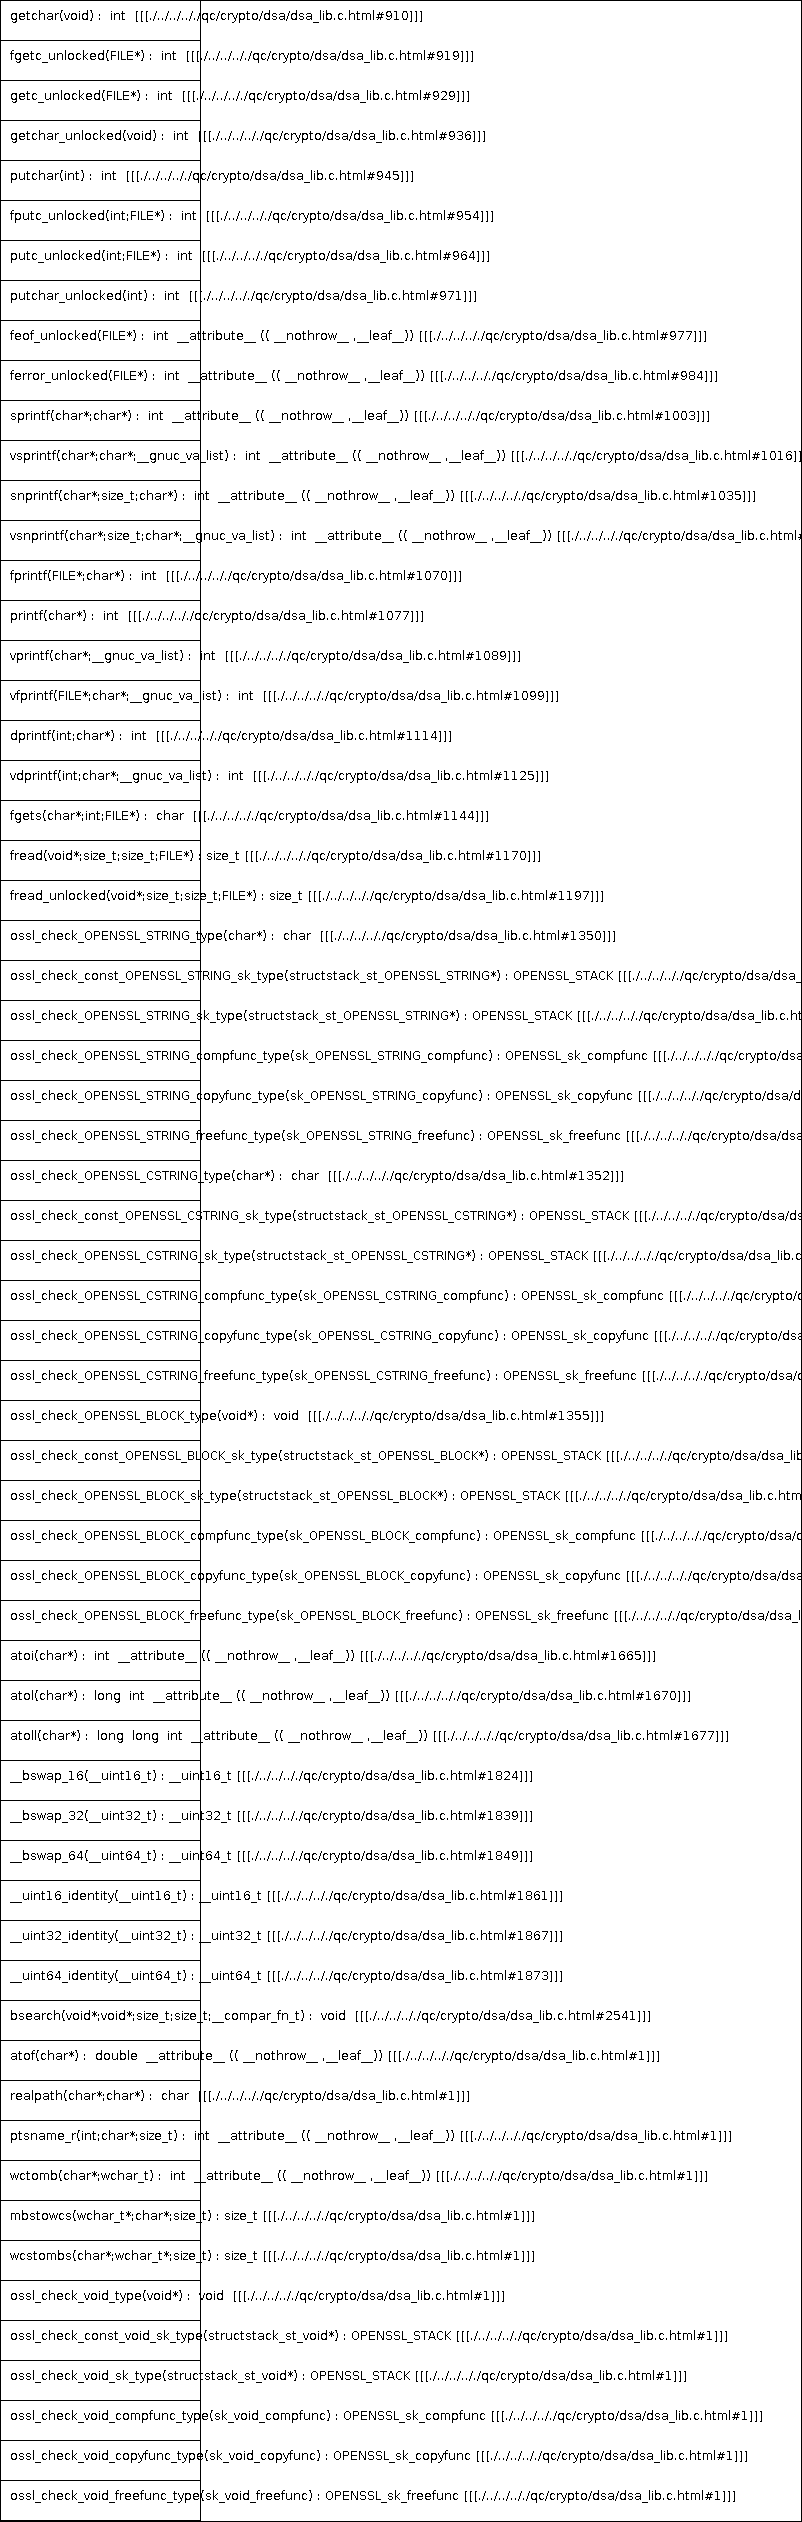 getchar(void) : int [[[./../../.././qc/crypto/dsa/dsa_lib.c.html#910]]]
fgetc_unlocked(FILE*) : int [[[./../../.././qc/crypto/dsa/dsa_lib.c.html#919]]]
getc_unlocked(FILE*) : int [[[./../../.././qc/crypto/dsa/dsa_lib.c.html#929]]]
getchar_unlocked(void) : int [[[./../../.././qc/crypto/dsa/dsa_lib.c.html#936]]]
putchar(int) : int [[[./../../.././qc/crypto/dsa/dsa_lib.c.html#945]]]
fputc_unlocked(int;FILE*) : int [[[./../../.././qc/crypto/dsa/dsa_lib.c.html#954]]]
putc_unlocked(int;FILE*) : int [[[./../../.././qc/crypto/dsa/dsa_lib.c.html#964]]]
putchar_unlocked(int) : int [[[./../../.././qc/crypto/dsa/dsa_lib.c.html#971]]]
feof_unlocked(FILE*) : int __attribute__ (( __nothrow__ ,__leaf__)) [[[./../../.././qc/crypto/dsa/dsa_lib.c.html#977]]]
ferror_unlocked(FILE*) : int __attribute__ (( __nothrow__ ,__leaf__)) [[[./../../.././qc/crypto/dsa/dsa_lib.c.html#984]]]
sprintf(char*;char*) : int __attribute__ (( __nothrow__ ,__leaf__)) [[[./../../.././qc/crypto/dsa/dsa_lib.c.html#1003]]]
vsprintf(char*;char*;__gnuc_va_list) : int __attribute__ (( __nothrow__ ,__leaf__)) [[[./../../.././qc/crypto/dsa/dsa_lib.c.html#1016]]
snprintf(char*;size_t;char*) : int __attribute__ (( __nothrow__ ,__leaf__)) [[[./../../.././qc/crypto/dsa/dsa_lib.c.html#1035]]]
vsnprintf(char*;size_t;char*;__gnuc_va_list) : int __attribute__ (( __nothrow__ ,__leaf__)) [[[./../../.././qc/crypto/dsa/dsa_lib.c.html#
fprintf(FILE*;char*) : int [[[./../../.././qc/crypto/dsa/dsa_lib.c.html#1070]]]
printf(char*) : int [[[./../../.././qc/crypto/dsa/dsa_lib.c.html#1077]]]
vprintf(char*;__gnuc_va_list) : int [[[./../../.././qc/crypto/dsa/dsa_lib.c.html#1089]]]
vfprintf(FILE*;char*;__gnuc_va_list) : int [[[./../../.././qc/crypto/dsa/dsa_lib.c.html#1099]]]
dprintf(int;char*) : int [[[./../../.././qc/crypto/dsa/dsa_lib.c.html#1114]]]
vdprintf(int;char*;__gnuc_va_list) : int [[[./../../.././qc/crypto/dsa/dsa_lib.c.html#1125]]]
fgets(char*;int;FILE*) : char [[[./../../.././qc/crypto/dsa/dsa_lib.c.html#1144]]]
fread(void*;size_t;size_t;FILE*) : size_t [[[./../../.././qc/crypto/dsa/dsa_lib.c.html#1170]]]
fread_unlocked(void*;size_t;size_t;FILE*) : size_t [[[./../../.././qc/crypto/dsa/dsa_lib.c.html#1197]]]
ossl_check_OPENSSL_STRING_type(char*) : char [[[./../../.././qc/crypto/dsa/dsa_lib.c.html#1350]]]
ossl_check_const_OPENSSL_STRING_sk_type(structstack_st_OPENSSL_STRING*) : OPENSSL_STACK [[[./../../.././qc/crypto/dsa/dsa_
ossl_check_OPENSSL_STRING_sk_type(structstack_st_OPENSSL_STRING*) : OPENSSL_STACK [[[./../../.././qc/crypto/dsa/dsa_lib.c.ht
ossl_check_OPENSSL_STRING_compfunc_type(sk_OPENSSL_STRING_compfunc) : OPENSSL_sk_compfunc [[[./../../.././qc/crypto/dsa
ossl_check_OPENSSL_STRING_copyfunc_type(sk_OPENSSL_STRING_copyfunc) : OPENSSL_sk_copyfunc [[[./../../.././qc/crypto/dsa/d
ossl_check_OPENSSL_STRING_freefunc_type(sk_OPENSSL_STRING_freefunc) : OPENSSL_sk_freefunc [[[./../../.././qc/crypto/dsa/dsa
ossl_check_OPENSSL_CSTRING_type(char*) : char [[[./../../.././qc/crypto/dsa/dsa_lib.c.html#1352]]]
ossl_check_const_OPENSSL_CSTRING_sk_type(structstack_st_OPENSSL_CSTRING*) : OPENSSL_STACK [[[./../../.././qc/crypto/dsa/ds
ossl_check_OPENSSL_CSTRING_sk_type(structstack_st_OPENSSL_CSTRING*) : OPENSSL_STACK [[[./../../.././qc/crypto/dsa/dsa_lib.c
ossl_check_OPENSSL_CSTRING_compfunc_type(sk_OPENSSL_CSTRING_compfunc) : OPENSSL_sk_compfunc [[[./../../.././qc/crypto/d
ossl_check_OPENSSL_CSTRING_copyfunc_type(sk_OPENSSL_CSTRING_copyfunc) : OPENSSL_sk_copyfunc [[[./../../.././qc/crypto/dsa
ossl_check_OPENSSL_CSTRING_freefunc_type(sk_OPENSSL_CSTRING_freefunc) : OPENSSL_sk_freefunc [[[./../../.././qc/crypto/dsa/d
ossl_check_OPENSSL_BLOCK_type(void*) : void [[[./../../.././qc/crypto/dsa/dsa_lib.c.html#1355]]]
ossl_check_const_OPENSSL_BLOCK_sk_type(structstack_st_OPENSSL_BLOCK*) : OPENSSL_STACK [[[./../../.././qc/crypto/dsa/dsa_lib
ossl_check_OPENSSL_BLOCK_sk_type(structstack_st_OPENSSL_BLOCK*) : OPENSSL_STACK [[[./../../.././qc/crypto/dsa/dsa_lib.c.htm
ossl_check_OPENSSL_BLOCK_compfunc_type(sk_OPENSSL_BLOCK_compfunc) : OPENSSL_sk_compfunc [[[./../../.././qc/crypto/dsa/d
ossl_check_OPENSSL_BLOCK_copyfunc_type(sk_OPENSSL_BLOCK_copyfunc) : OPENSSL_sk_copyfunc [[[./../../.././qc/crypto/dsa/dsa
ossl_check_OPENSSL_BLOCK_freefunc_type(sk_OPENSSL_BLOCK_freefunc) : OPENSSL_sk_freefunc [[[./../../.././qc/crypto/dsa/dsa_l
atoi(char*) : int __attribute__ (( __nothrow__ ,__leaf__)) [[[./../../.././qc/crypto/dsa/dsa_lib.c.html#1665]]]
atol(char*) : long int __attribute__ (( __nothrow__ ,__leaf__)) [[[./../../.././qc/crypto/dsa/dsa_lib.c.html#1670]]]
atoll(char*) : long long int __attribute__ (( __nothrow__ ,__leaf__)) [[[./../../.././qc/crypto/dsa/dsa_lib.c.html#1677]]]
__bswap_16(__uint16_t) : __uint16_t [[[./../../.././qc/crypto/dsa/dsa_lib.c.html#1824]]]
__bswap_32(__uint32_t) : __uint32_t [[[./../../.././qc/crypto/dsa/dsa_lib.c.html#1839]]]
__bswap_64(__uint64_t) : __uint64_t [[[./../../.././qc/crypto/dsa/dsa_lib.c.html#1849]]]
__uint16_identity(__uint16_t) : __uint16_t [[[./../../.././qc/crypto/dsa/dsa_lib.c.html#1861]]]
__uint32_identity(__uint32_t) : __uint32_t [[[./../../.././qc/crypto/dsa/dsa_lib.c.html#1867]]]
__uint64_identity(__uint64_t) : __uint64_t [[[./../../.././qc/crypto/dsa/dsa_lib.c.html#1873]]]
bsearch(void*;void*;size_t;size_t;__compar_fn_t) : void [[[./../../.././qc/crypto/dsa/dsa_lib.c.html#2541]]]
atof(char*) : double __attribute__ (( __nothrow__ ,__leaf__)) [[[./../../.././qc/crypto/dsa/dsa_lib.c.html#1]]]
realpath(char*;char*) : char [[[./../../.././qc/crypto/dsa/dsa_lib.c.html#1]]]
ptsname_r(int;char*;size_t) : int __attribute__ (( __nothrow__ ,__leaf__)) [[[./../../.././qc/crypto/dsa/dsa_lib.c.html#1]]]
wctomb(char*;wchar_t) : int __attribute__ (( __nothrow__ ,__leaf__)) [[[./../../.././qc/crypto/dsa/dsa_lib.c.html#1]]]
mbstowcs(wchar_t*;char*;size_t) : size_t [[[./../../.././qc/crypto/dsa/dsa_lib.c.html#1]]]
wcstombs(char*;wchar_t*;size_t) : size_t [[[./../../.././qc/crypto/dsa/dsa_lib.c.html#1]]]
ossl_check_void_type(void*) : void [[[./../../.././qc/crypto/dsa/dsa_lib.c.html#1]]]
ossl_check_const_void_sk_type(structstack_st_void*) : OPENSSL_STACK [[[./../../.././qc/crypto/dsa/dsa_lib.c.html#1]]]
ossl_check_void_sk_type(structstack_st_void*) : OPENSSL_STACK [[[./../../.././qc/crypto/dsa/dsa_lib.c.html#1]]]
ossl_check_void_compfunc_type(sk_void_compfunc) : OPENSSL_sk_compfunc [[[./../../.././qc/crypto/dsa/dsa_lib.c.html#1]]]
ossl_check_void_copyfunc_type(sk_void_copyfunc) : OPENSSL_sk_copyfunc [[[./../../.././qc/crypto/dsa/dsa_lib.c.html#1]]]
ossl_check_void_freefunc_type(sk_void_freefunc) : OPENSSL_sk_freefunc [[[./../../.././qc/crypto/dsa/dsa_lib.c.html#1]]]